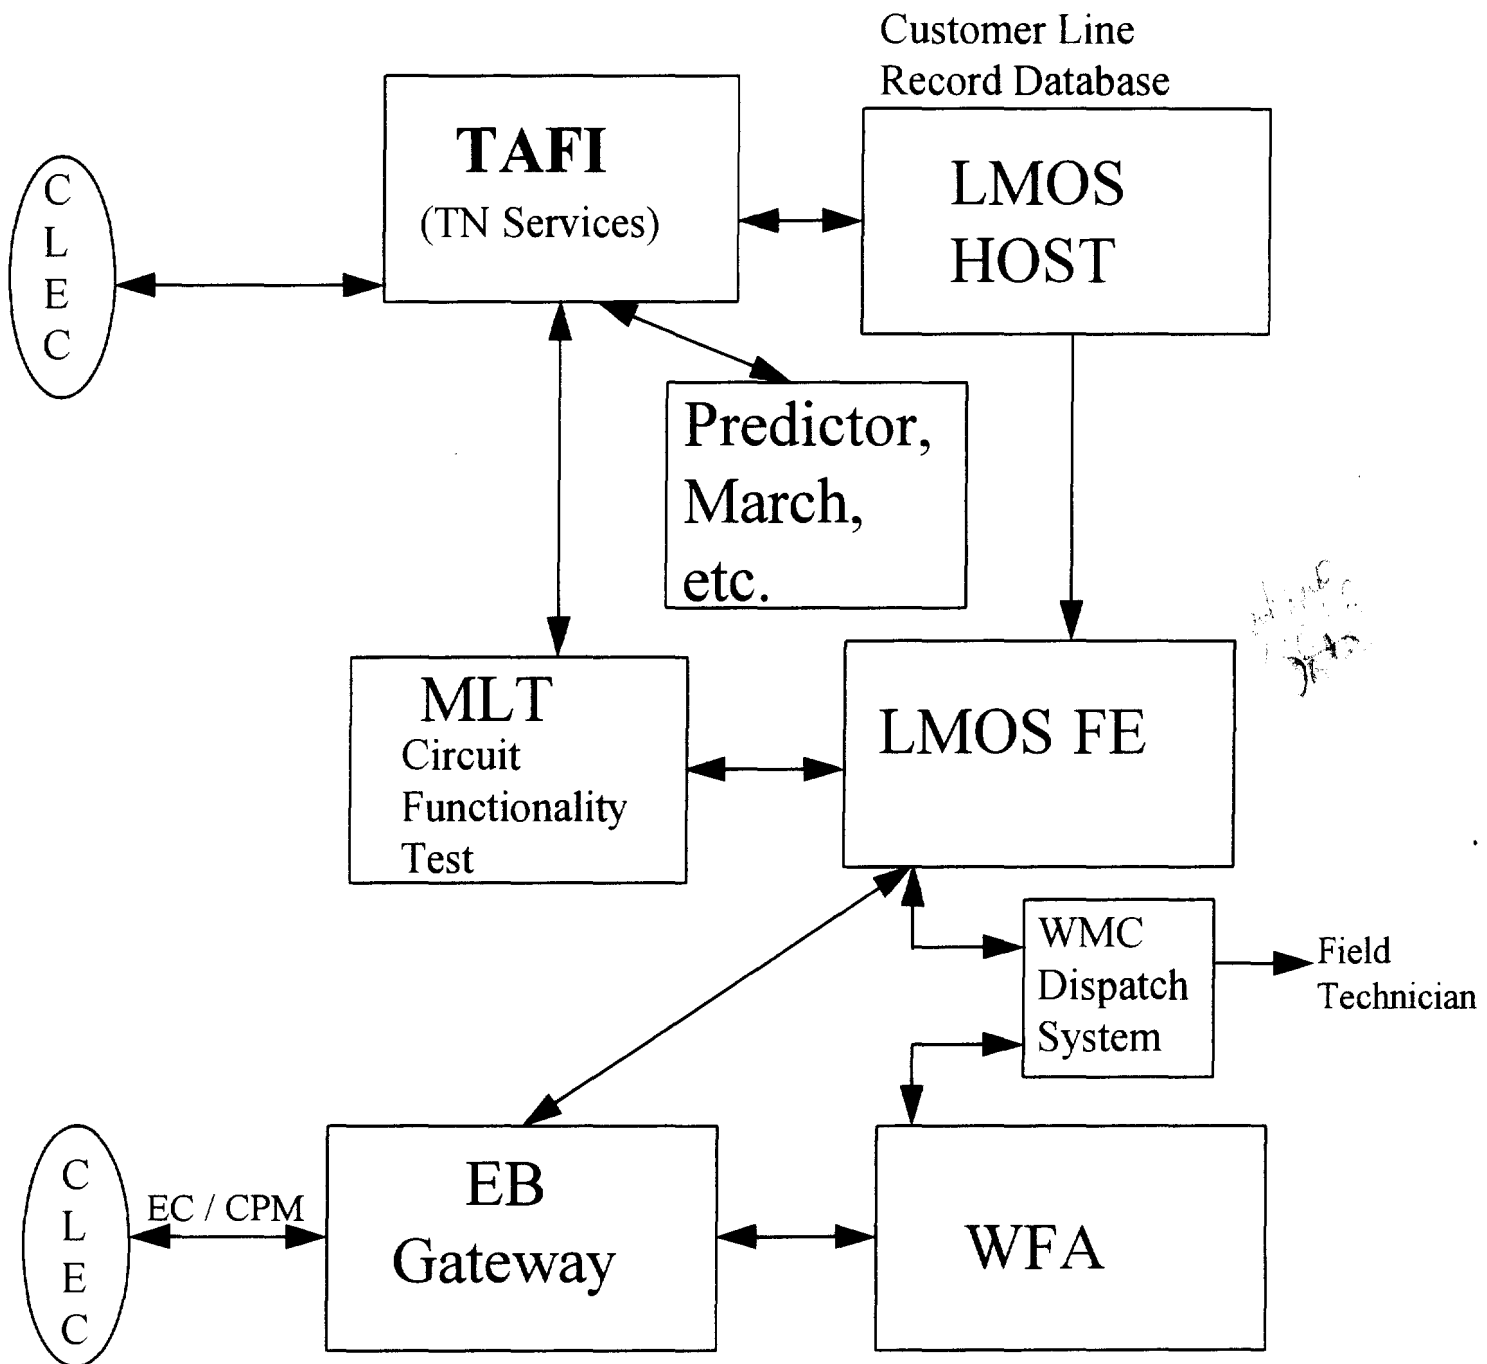 Customer Line
Record Database
TAFI
(TN Services)
LMOS
HOST
C
L
E
C
Predictor,
March,
etc.
MLT
Circuit
Functionality
Test
LMOS FE
WMC
Dispatch
System
Field
Technician
C
L
E
C
EC / CPM
EB
Gateway
WFA